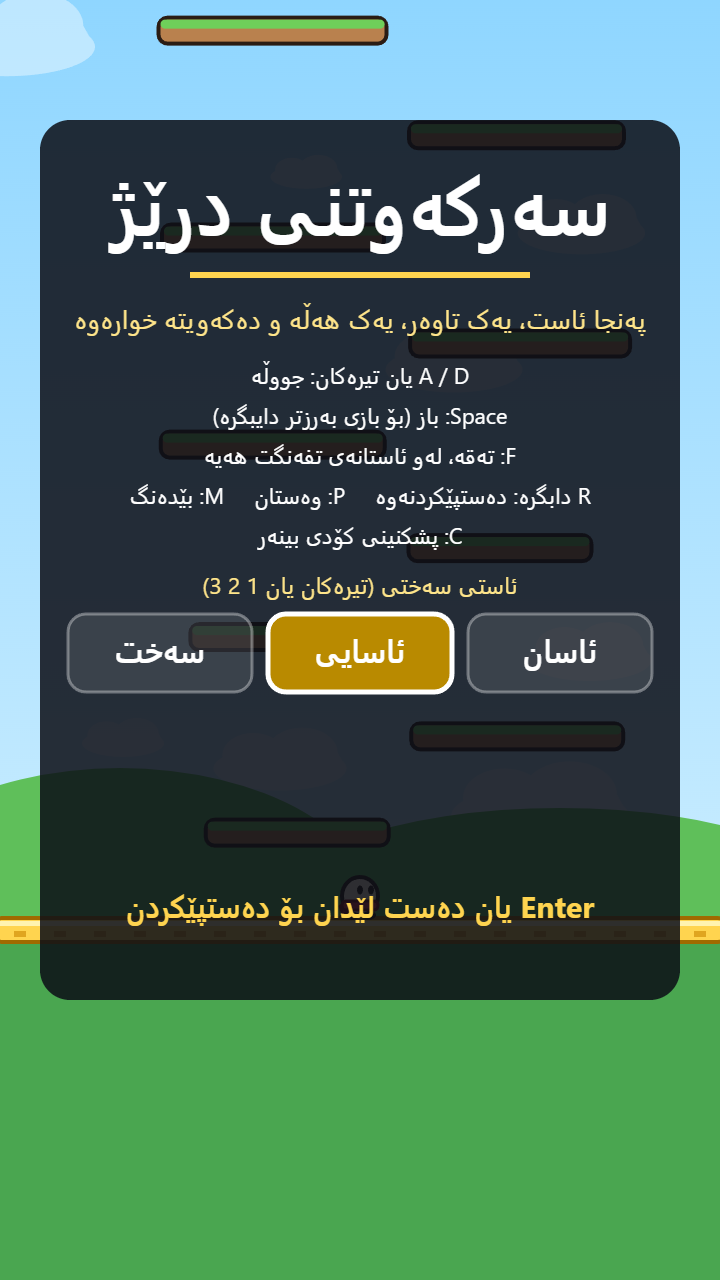 سەرکەوتنی درێژ
پەنجا ئاست، یەک تاوەر، یەک هەڵە و دەکەویتە خوارەوە
A / D یان تیرەکان: جووڵە
Space: باز (بۆ بازی بەرزتر دایبگرە)
F: تەقە، لەو ئاستانەی تفەنگت هەیە
R دابگرە: دەستپێکردنەوە P: وەستان M: بێدەنگ
C: پشکنینی کۆدی بینەر
ئاستی سەختی (تیرەکان یان 1 2 3)
ئاسان ئاسایی سەخت
Enter یان دەست لێدان بۆ دەستپێکردن